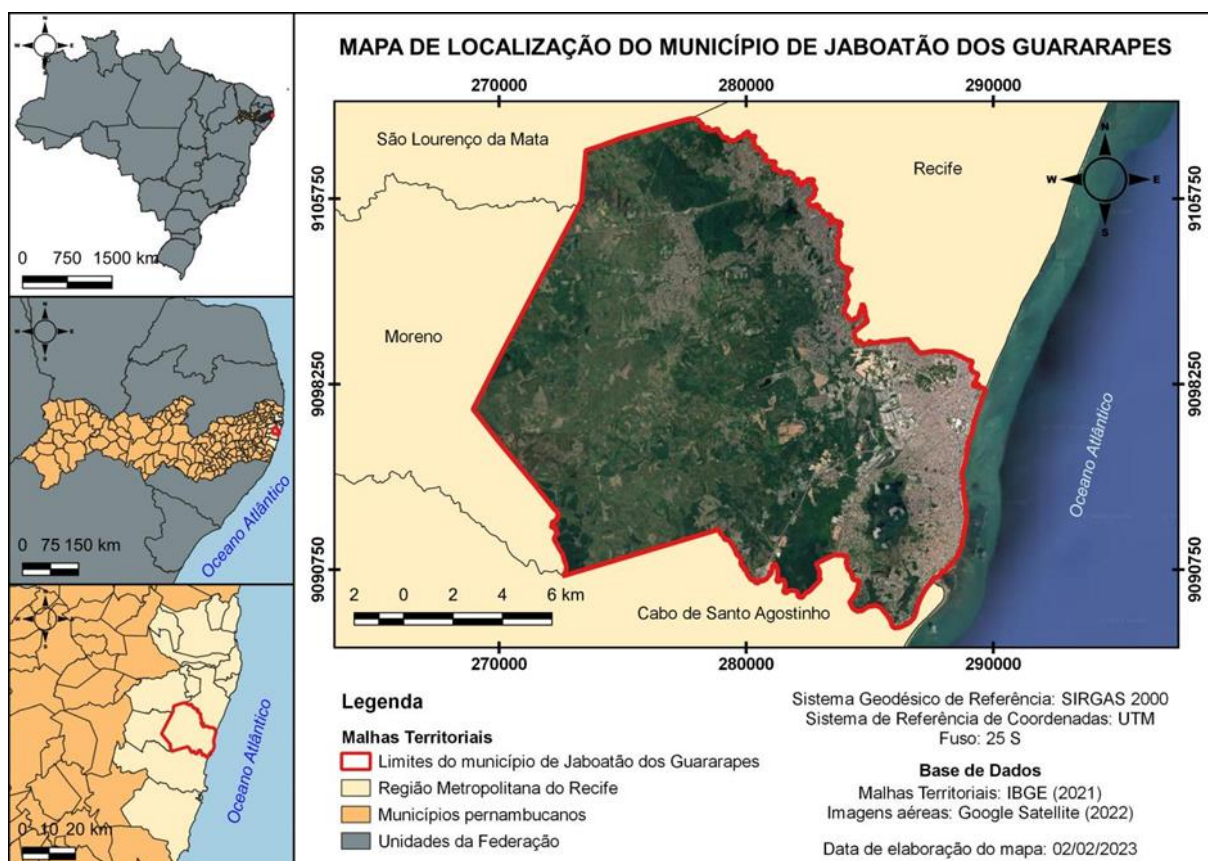 MAPA DE LOCALIZAÇÃO DO MUNICÍPIO DE JABOATÃO DOS GUARARAPES
N
W E
S
0 750 1500 km
N
W E
S
0 75 150 km
Oceano Atlântico
0 10 20 km
Oceano Atlântico
270000 280000 290000
9105750
9098250
9090750
São Lourenço da Mata
Recife
Moreno
Cabo de Santo Agostinho
Oceano Atlântico
N
W E
S
2 0 2 4 6 km
9105750
9098250
9090750
270000 280000 290000
Legenda
Malhas Territoriais
Limites do município de Jaboatão dos Guararapes
Região Metropolitana do Recife
Municípios pernambucanos
Unidades da Federação
Sistema Geodésico de Referência: SIRGAS 2000
Sistema de Referência de Coordenadas: UTM
Fuso: 25 S
Base de Dados
Malhas Territoriais: IBGE (2021)
Imagens aéreas: Google Satellite (2022)
Data de elaboração do mapa: 02/02/2023